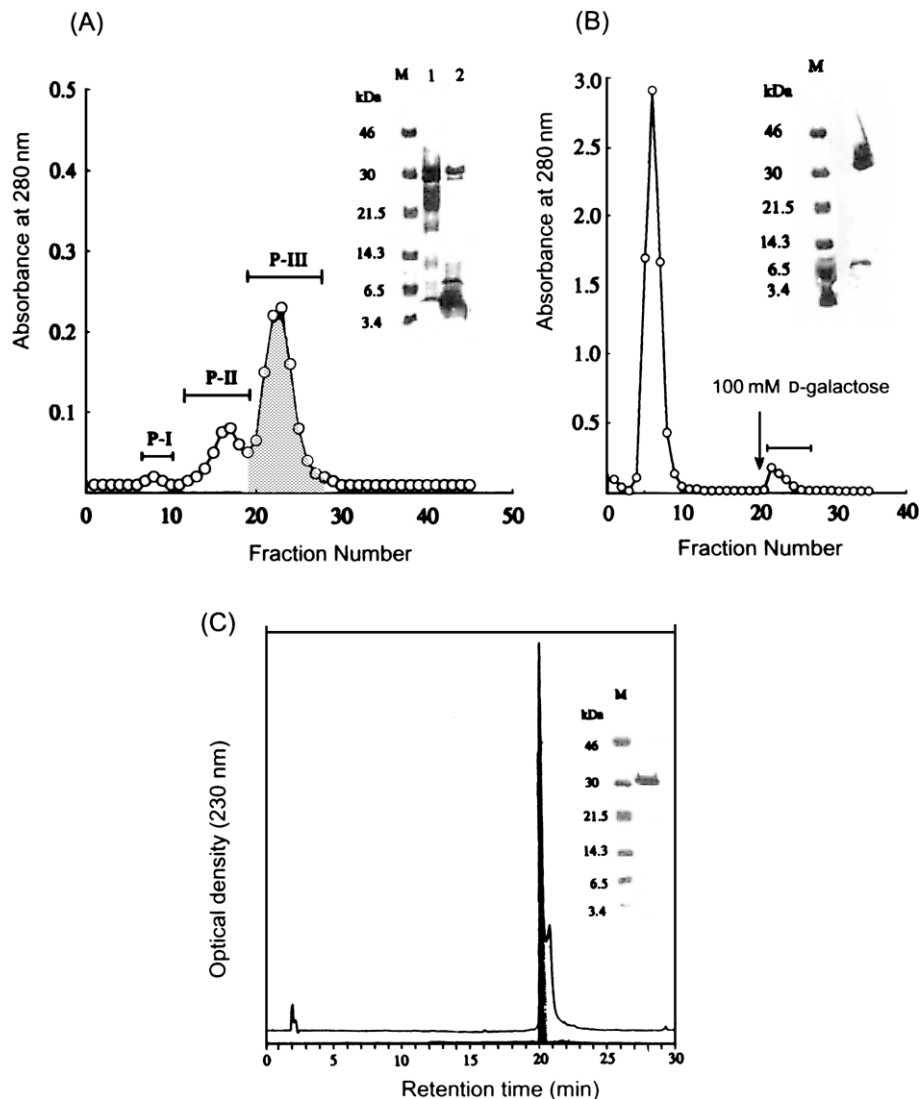 (A)
M 1 2
kDa
46
30
21.5
14.3
6.5
3.4
0.5
0.4
0.3
0.2
0.1
Absorbance at 280 nm
P-I
P-II
P-III
0 10 20 30 40 50
Fraction Number
(B)
M
kDa
46
30
21.5
14.3
6.5
3.4
3.0
2.5
2.0
1.5
1.0
0.5
Absorbance at 280 nm
100 mM D-galactose
0 10 20 30 40
Fraction Number
(C)
M
kDa
46
30
21.5
14.3
6.5
3.4
Optical density (230 nm)
0 5 10 15 20 25 30
Retention time (min)